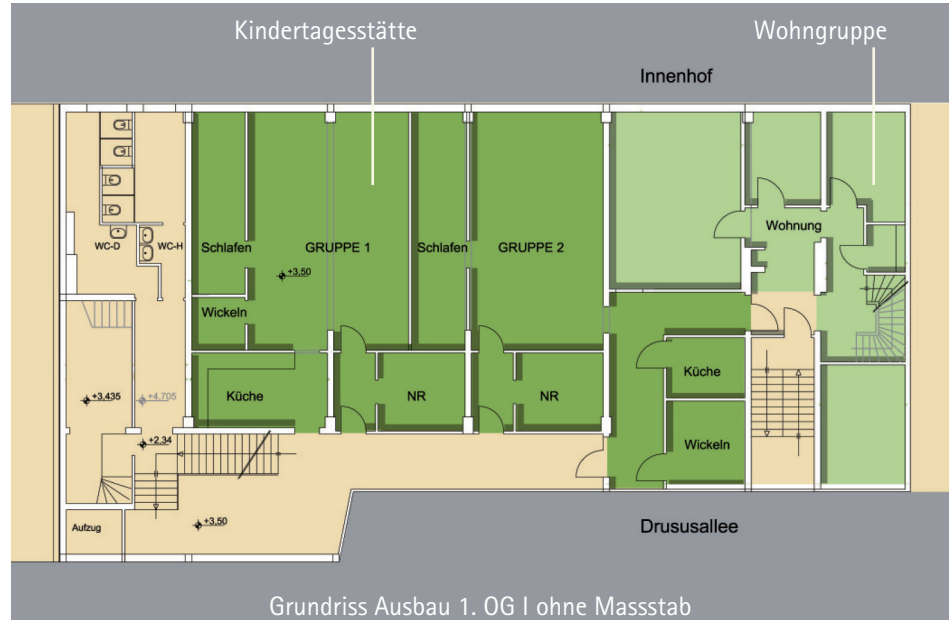 Kindertagesstätte
Wohngruppe
Innenhof
WC-D
WC-H
Schlafen
GRUPPE 1
Schlafen
GRUPPE 2
Wohnung
+3,50
Wickeln
Küche
NR
NR
Küche
+3,435
+4,705
+2,34
Wickeln
+3,50
Aufzug
Drususallee
Grundriss Ausbau 1. OG I ohne Massstab